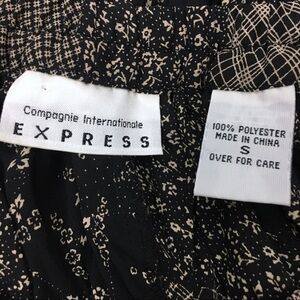 Compagnie Internationale
EXPRESS
100% POLYESTER
MADE IN CHINA
S
OVER FOR CARE